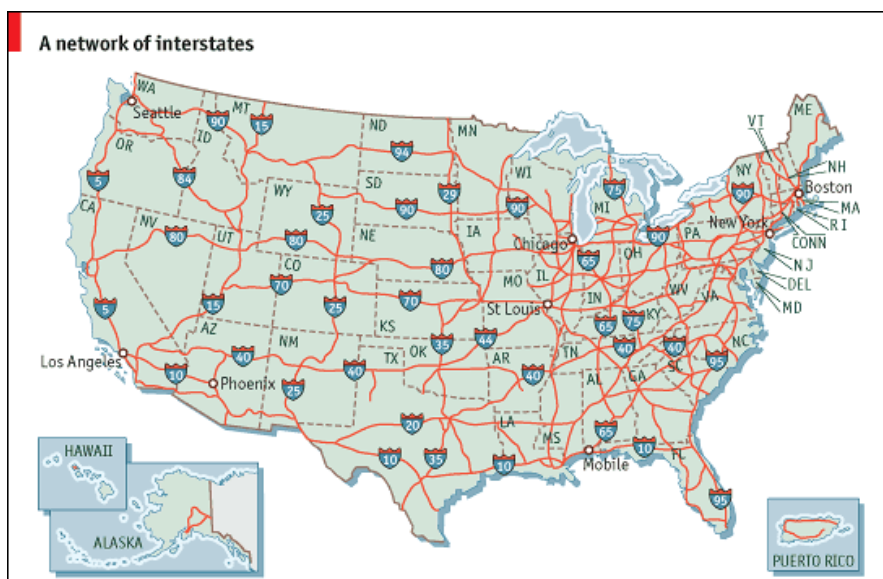 A network of interstates
WA
Seattle
90
MT
15
ND
94
MN
VT
ME
OR
ID
84
5
WY
SD
90
25
WI
90
75
MI
NY
90
NH
Boston
MA
RI
CONN
New York
CA
NV
80
UT
25
80
NE
IA
80
Chicago
65
90
OH
PA
NJ
DEL
MD
CO
70
70
MO
IL
IN
WV
VA
5
15
25
KS
St Louis
65
75
KY
AZ
NM
35
44
TN
40
40
NC
95
Los Angeles
10
40
Phoenix
25
40
TX
OK
AR
40
AL
GA
SC
20
LA
MS
65
10
35
10
Mobile
10
FL
95
HAWAII
ALASKA
PUERTO RICO